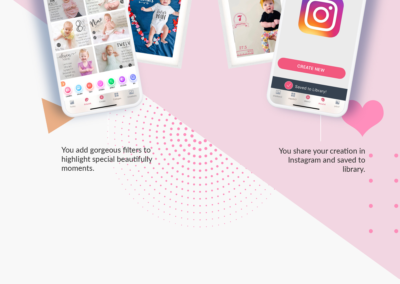 CREATE NEW
Saved to Library!
You add gorgeous filters to
highlight special beautifully
moments.
You share your creation in
Instagram and saved to
library.